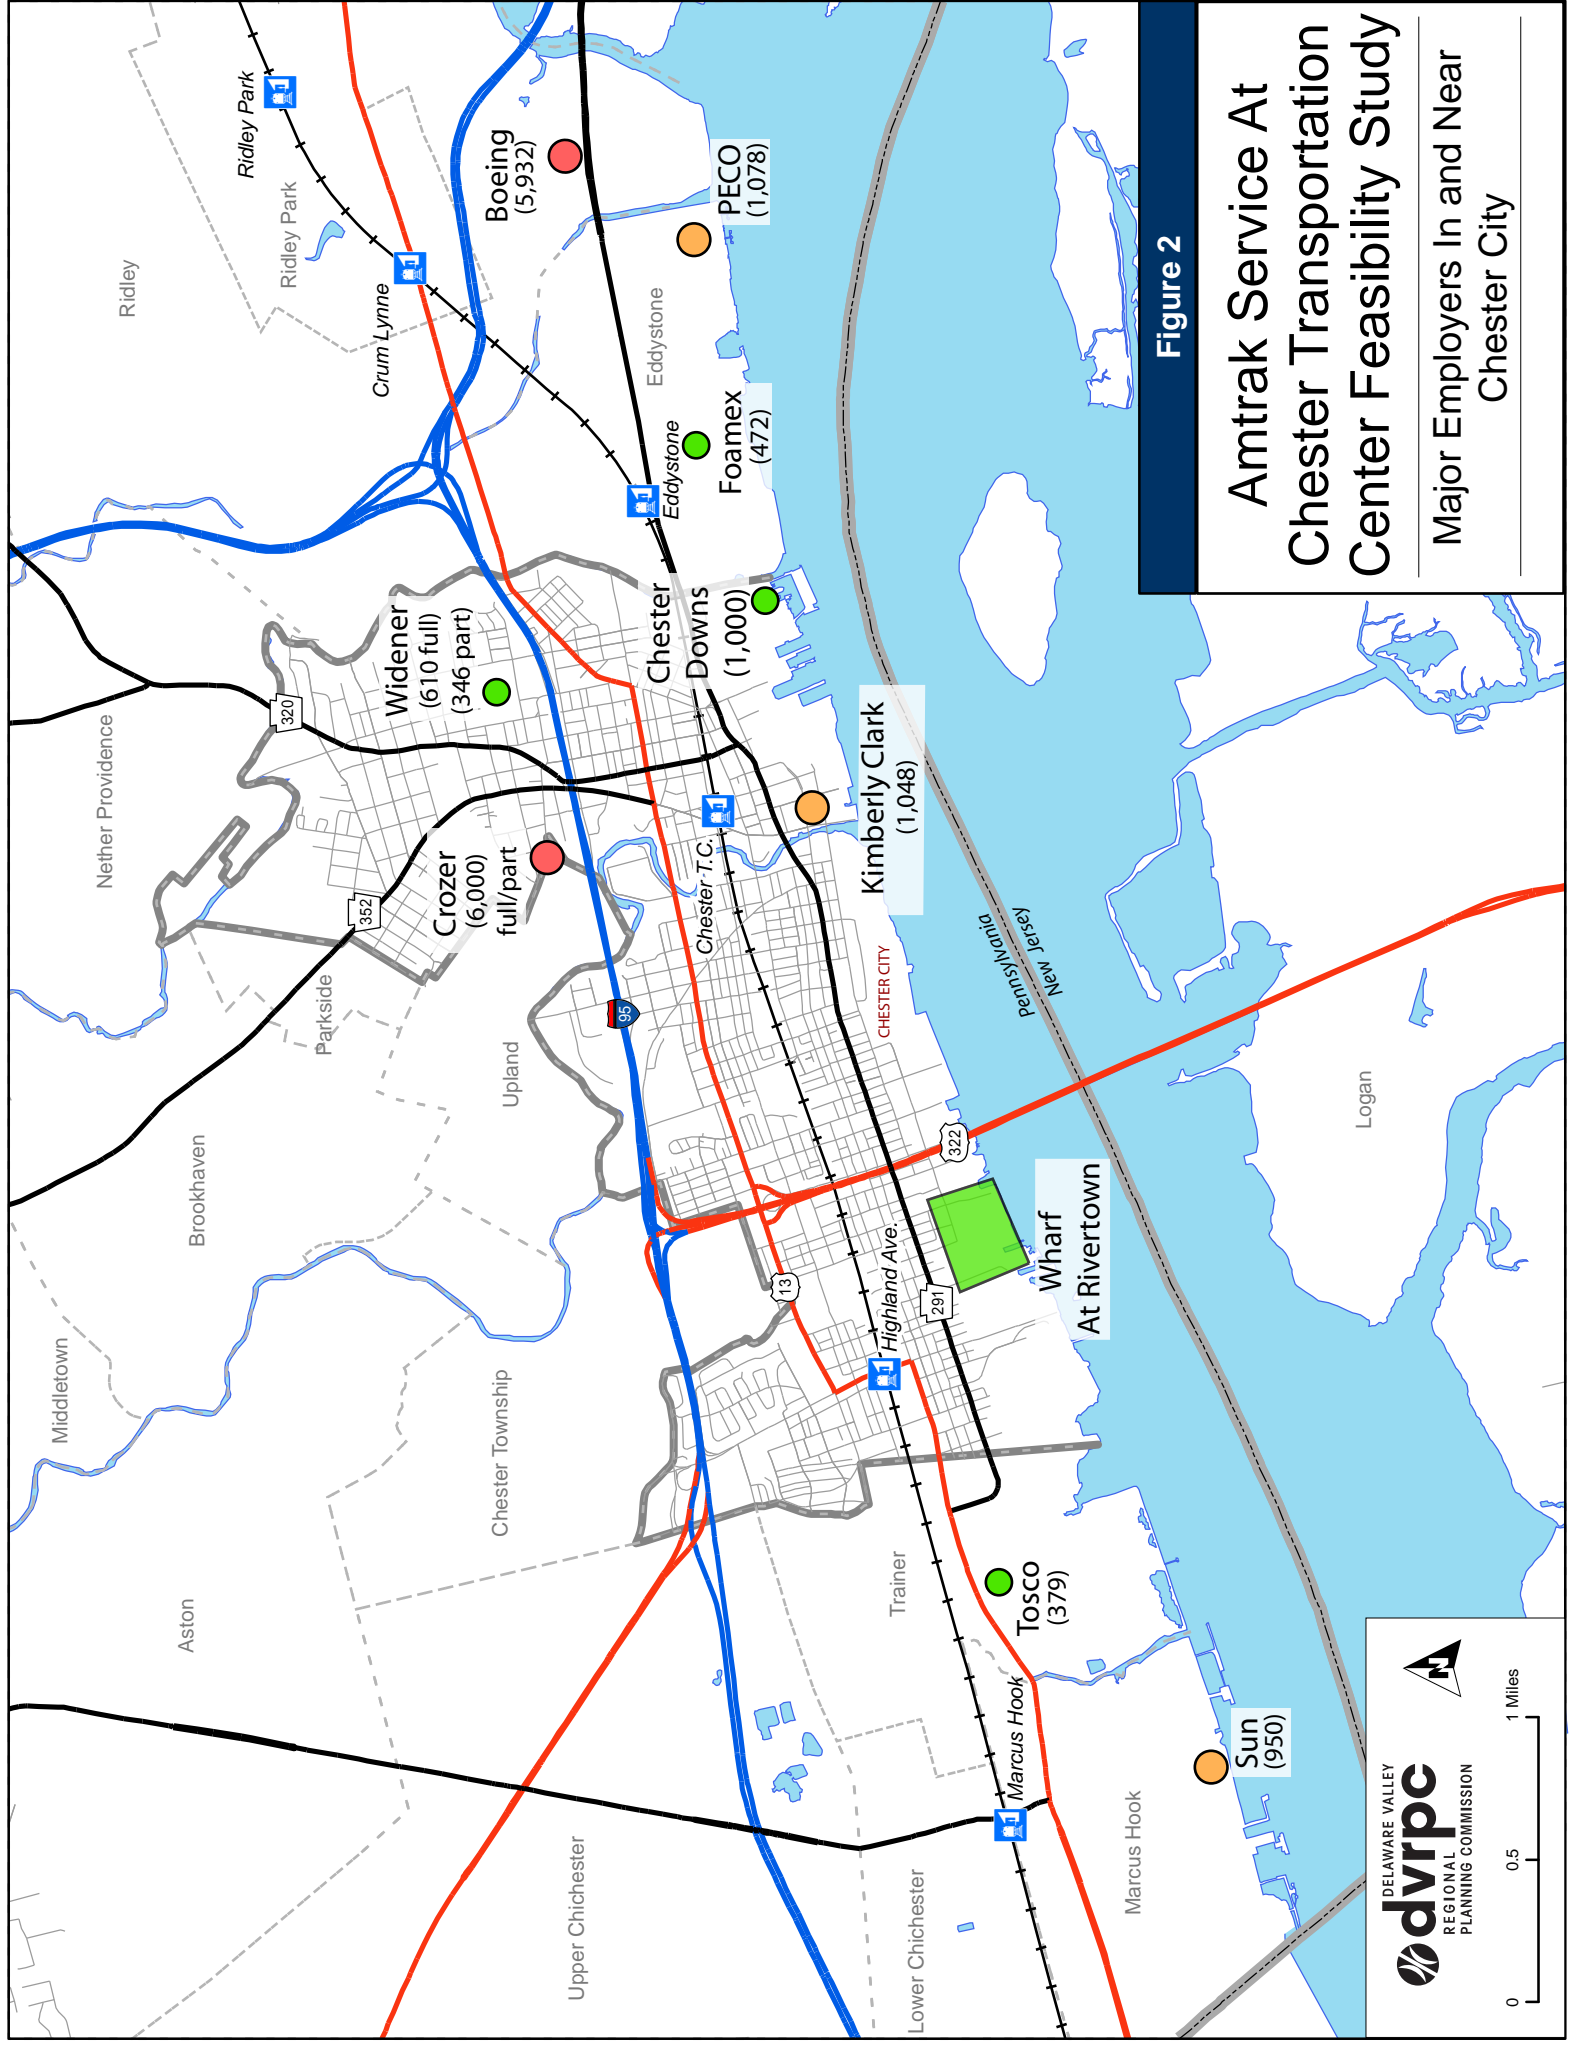 Figure 2
Amtrak Service At
Chester Transportation
Center Feasibility Study
Major Employers In and Near
Chester City
Middletown
Aston
Brookhaven
Nether Providence
Ridley
Ridley Park
Ridley Park
Parkside
320
352
Crum Lynne
Widener
(610 full)
(346 part)
Crozer
(6,000)
full/part
Boeing
(5,932)
Chester Township
Upland
Upper Chichester
95
Eddystone
Eddystone
Chester
Downs
(1,000)
Foamex
(472)
PECO
(1,078)
Chester T.C.
13
Highland Ave.
CHESTER CITY
Kimberly Clark
(1,048)
Trainer
Lower Chichester
291
322
Marcus Hook
Tosco
(379)
Wharf
At Rivertown
Pennsylvania
New Jersey
Marcus Hook
Sun
(950)
Logan
DELAWARE VALLEY
dvrpc
REGIONAL
PLANNING COMMISSION
N
0 0.5 1 Miles